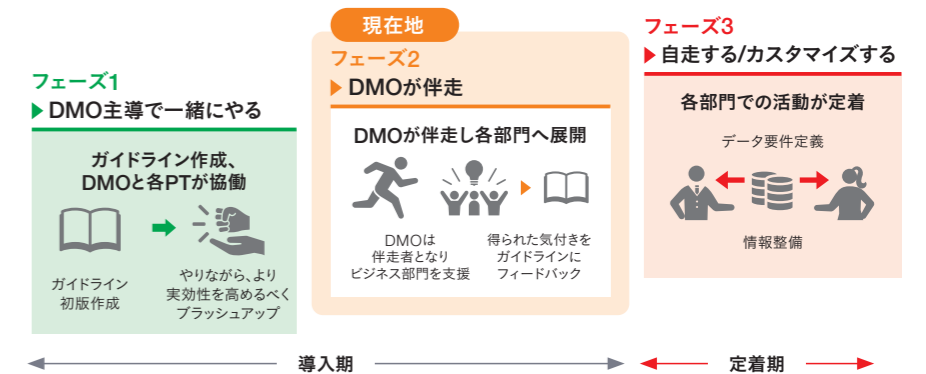 フェーズ1
DMO主導で一緒にやる
ガイドライン作成、
DMOと各PTが協働
ガイドライン
初版作成
やりながら、より
実効性を高めるべく
ブラッシュアップ
現在地
フェーズ2
DMOが伴走
DMOが伴走し各部門へ展開
DMOは
伴走者となり
ビジネス部門を支援
得られた気付きを
ガイドラインに
フィードバック
フェーズ3
自走する/カスタマイズする
各部門での活動が定着
データ要件定義
情報整備
導入期
定着期